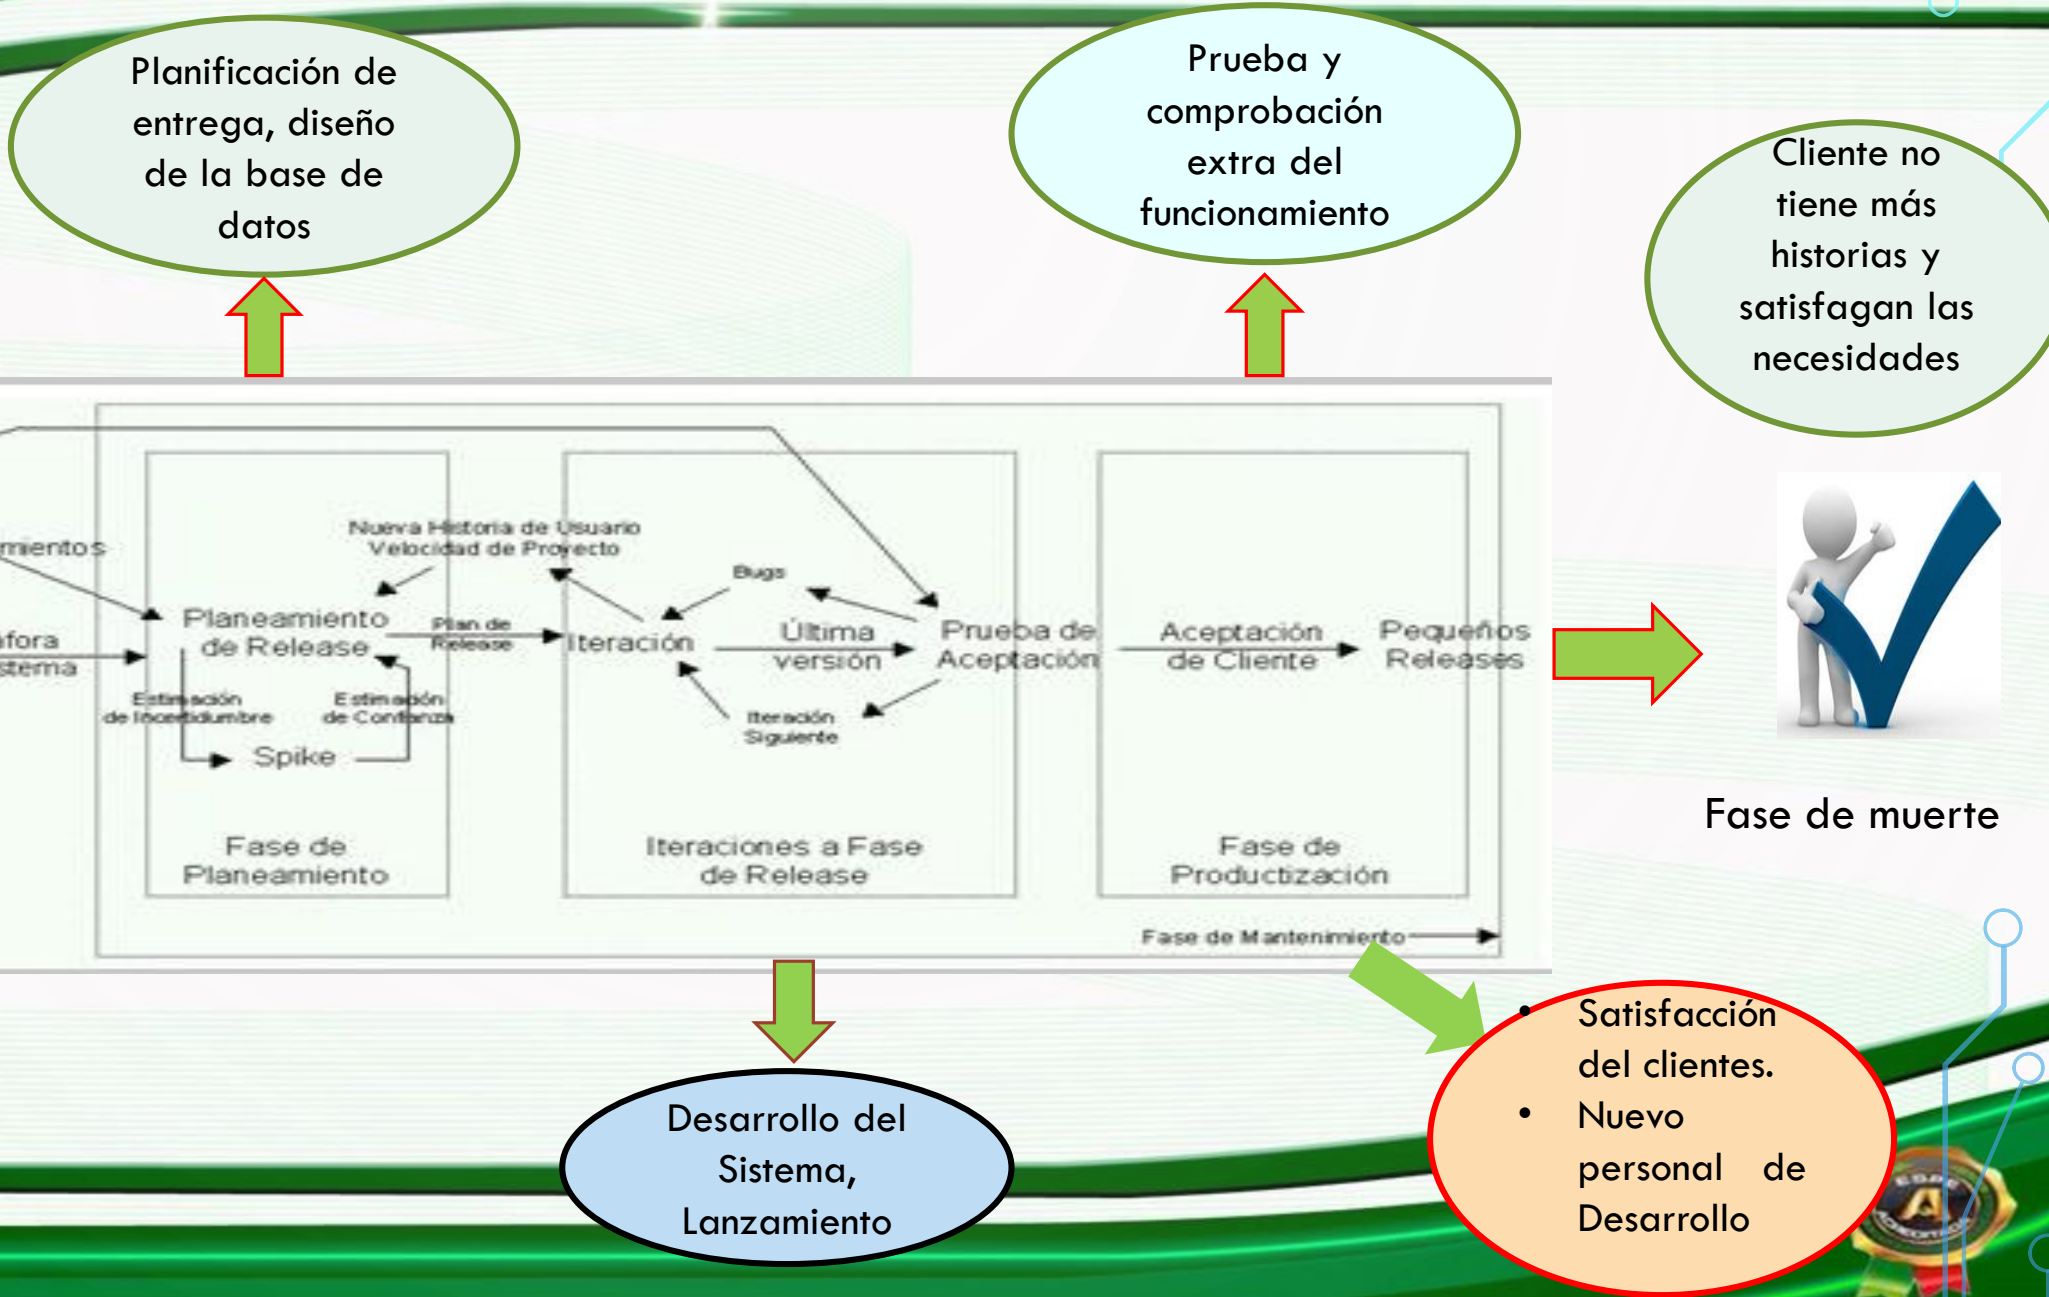 Planificación de
entrega, diseño
de la base de
datos
Prueba y
comprobación
extra del
funcionamiento
Cliente no
tiene más
historias y
satisfagan las
necesidades
mientos
áfora
stema
Nueva Historia de Usuario
Velocidad de Proyecto
Planeamiento
de Release
Plan de
Release
Estimación
de Incertidumbre
Estimación
de Confianza
Spike
Fase de
Planeamiento
Iteración
Bugs
Última
versión
Iteración
Siguiente
Prueba de
Aceptación
Iteraciones a Fase
de Release
Aceptación
de Cliente
Pequeños
Releases
Fase de
Productización
Fase de Mantenimiento
Fase de muerte
Desarrollo del
Sistema,
Lanzamiento
• Satisfacción
del clientes.
• Nuevo
personal de
Desarrollo
ESPE
A